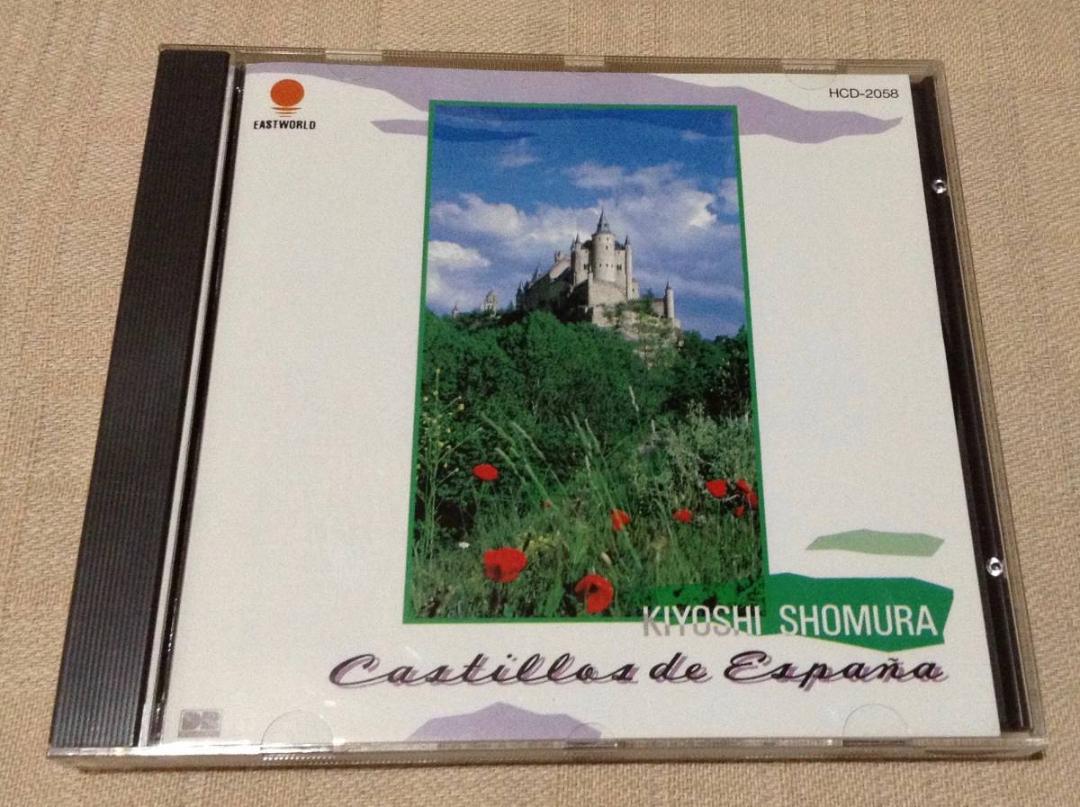 EASTWORLD
HCD-2058
KIYOSHI SHOMURA
Castillos de España